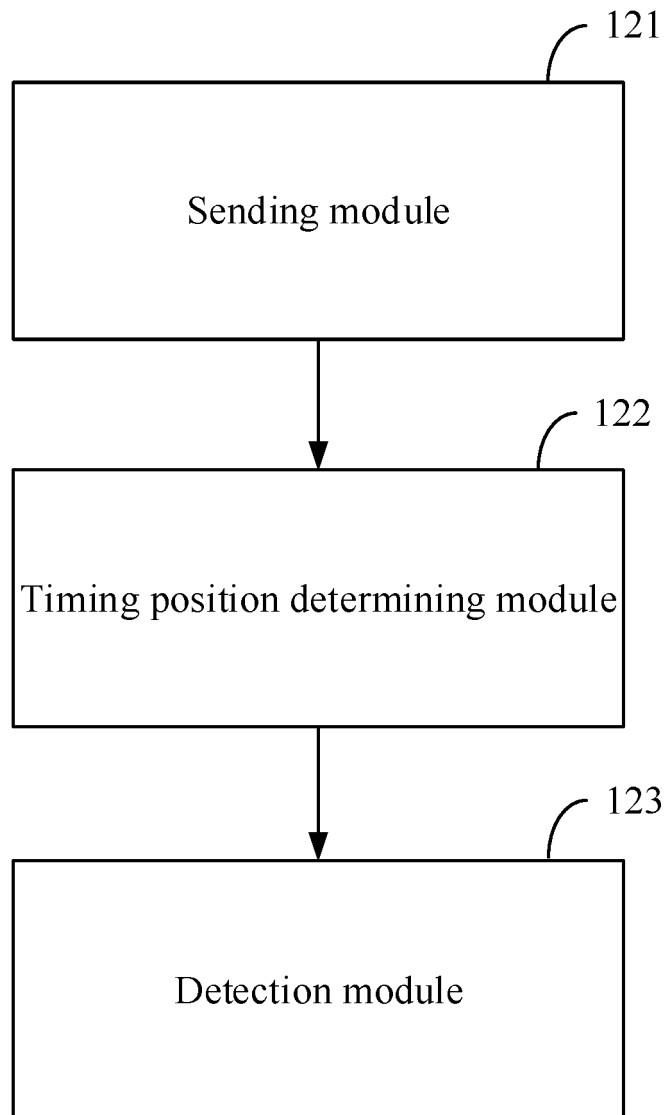 121
Sending module
122
Timing position determining module
123
Detection module